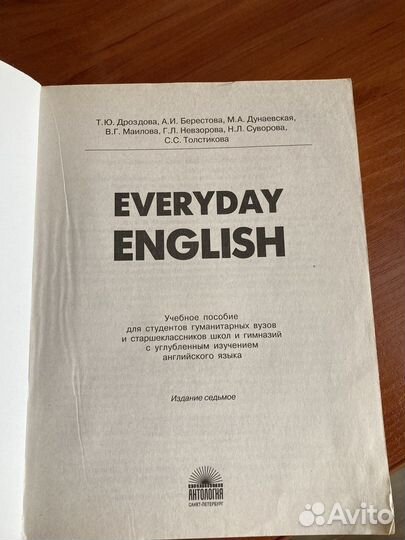 Т.Ю. Дроздова, А.И. Берестова, М.А. Дунаевская,
В.Г. Маилова, Г.Л. Невзорова, Н.Л. Суворова,
С.С. Толстикова
EVERYDAY
ENGLISH
Учебное пособие
для студентов гуманитарных вузов
и старшеклассников школ и гимназий
с углубленным изучением
английского языка
Издание седьмое
АНТОЛОГИЯ
САНКТ-ПЕТЕРБУРГ
Avito